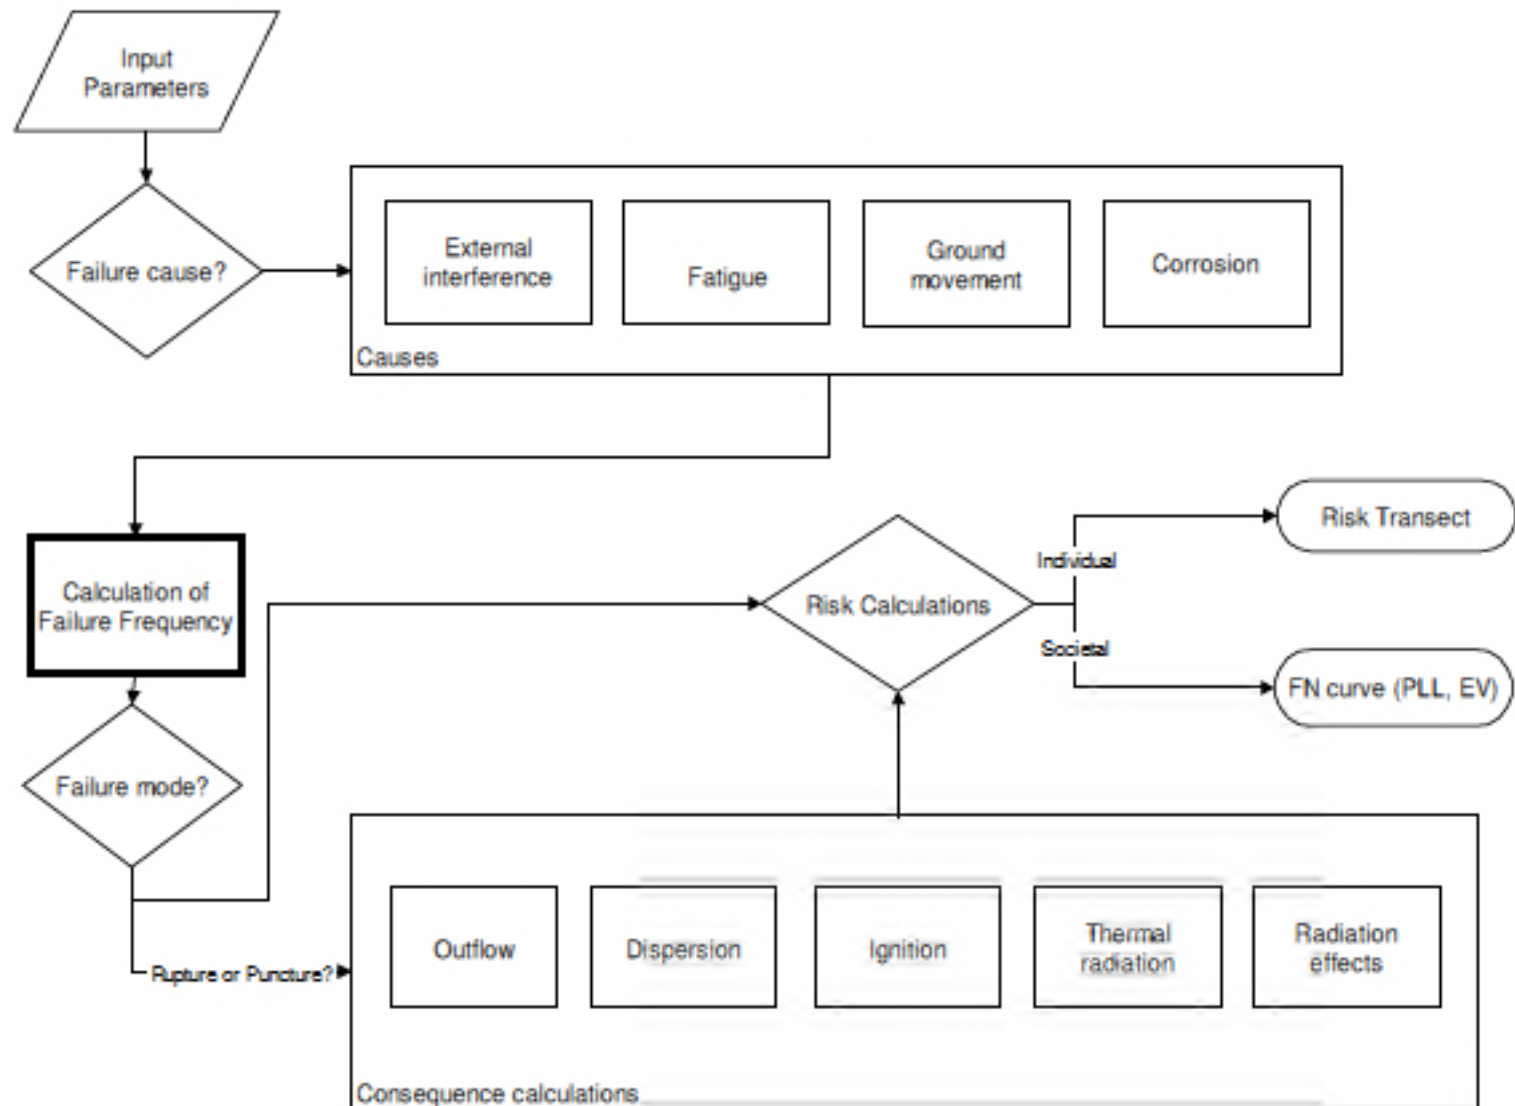 Input
Parameters
Failure cause?
External
interference
Fatigue
Ground
movement
Corrosion
Causes
Calculation of
Failure Frequency
Risk Calculations
Individual
Societal
Risk Transect
FN curve (PLL, EV)
Failure mode?
Rupture or Puncture?
Outflow
Dispersion
Ignition
Thermal
radiation
Radiation
effects
Consequence calculations